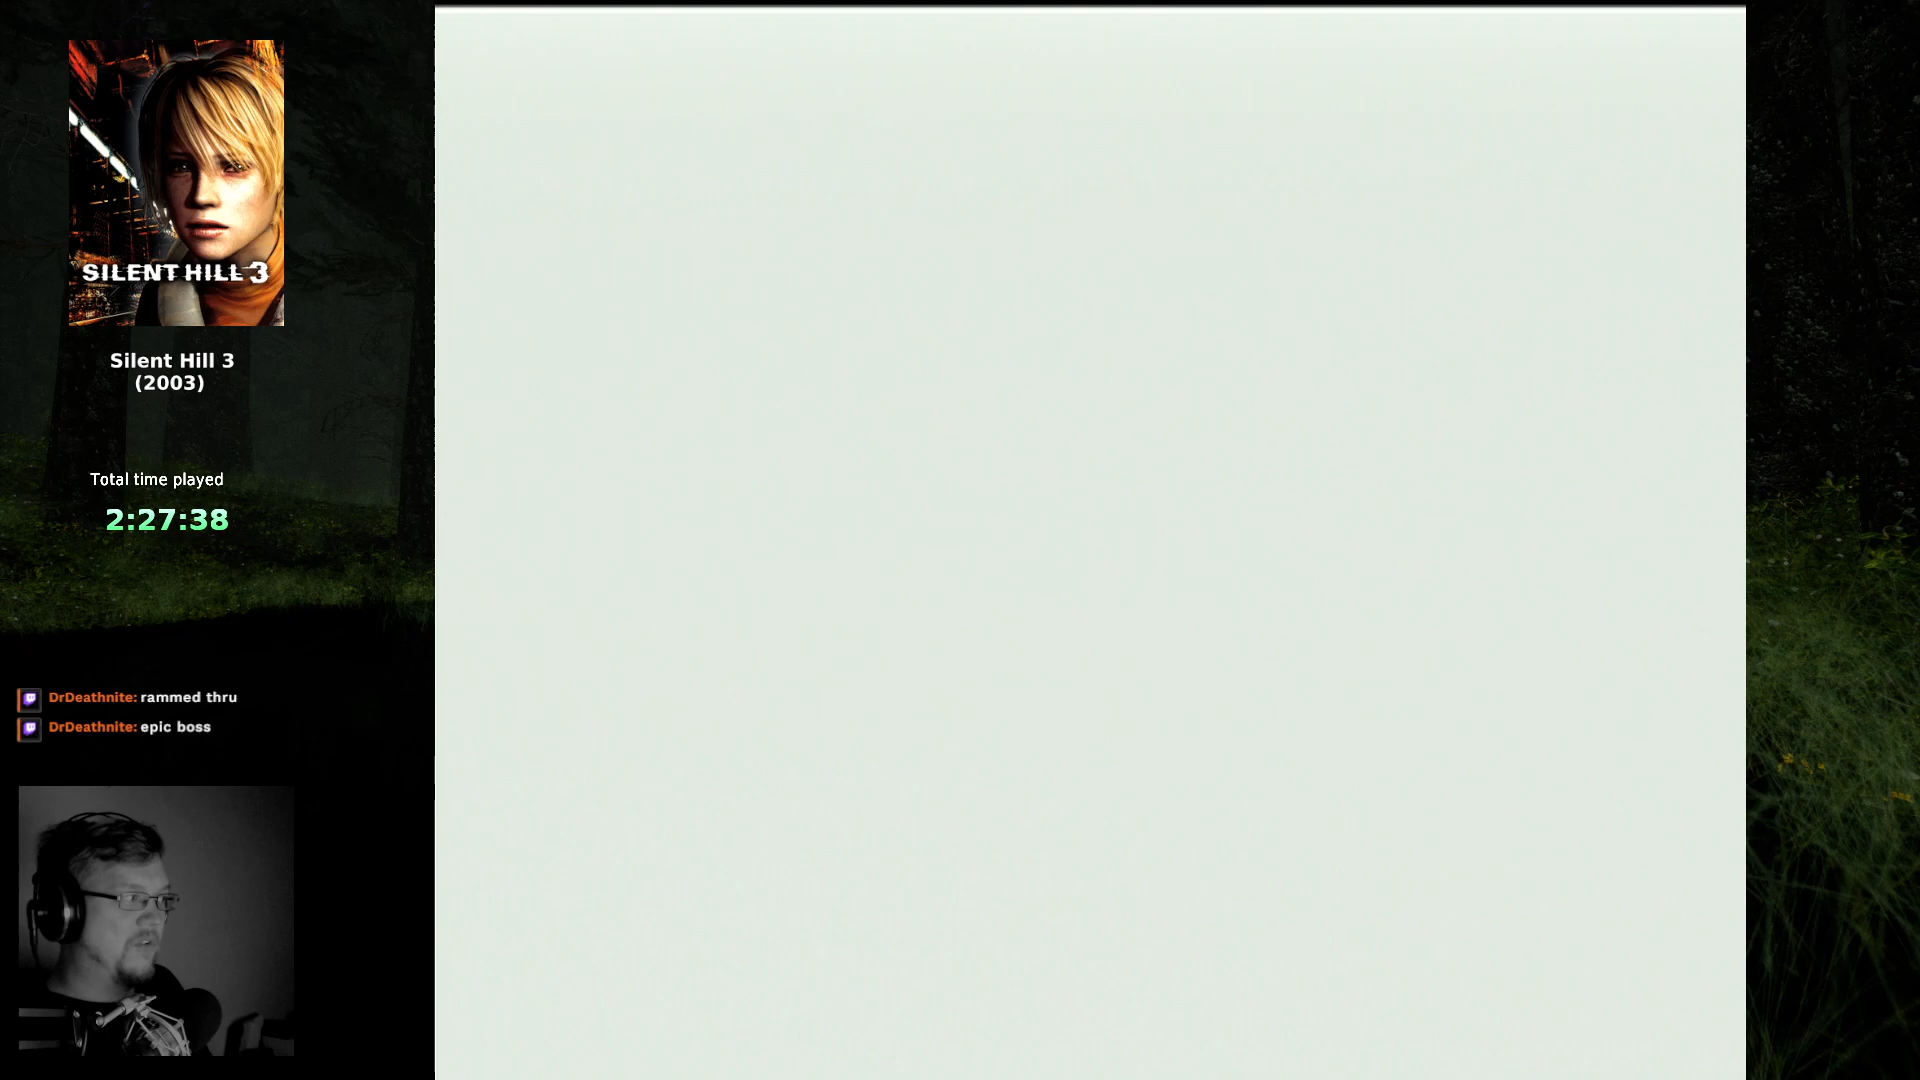 SILENT HILL 3
Silent Hill 3
(2003)
Total time played
2:27:38
DrDeathnite: rammed thru
DrDeathnite: epic boss